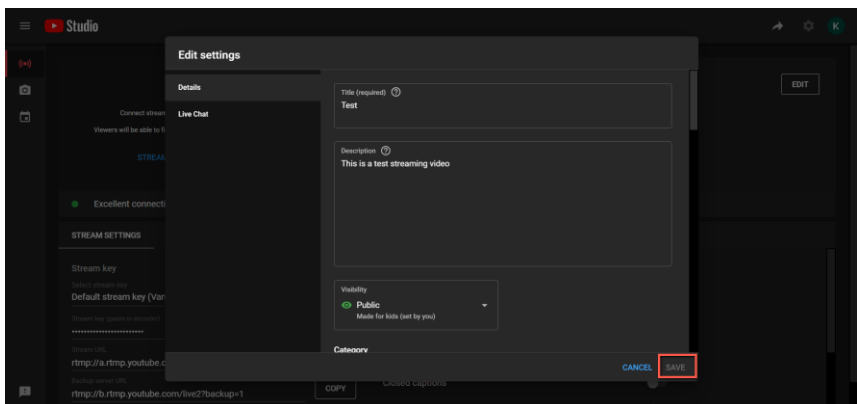 Studio
K
Edit settings
Details
Live Chat
Title (required)
Test
Description
This is a test streaming video
Visibility
Public
Made for kids (set by you)
Category
CANCEL
SAVE
EDIT
Connect stream
Viewers will be able to fi
STREA
Excellent connecti
STREAM SETTINGS
Stream key
Select stream key
Default stream key (Var
Stream key (paste in encoder)
Stream URL
rtmp://a.rtmp.youtube.c
Backup server URL
rtmp://b.rtmp.youtube.com/live2?backup=1
COPY
Closed captions